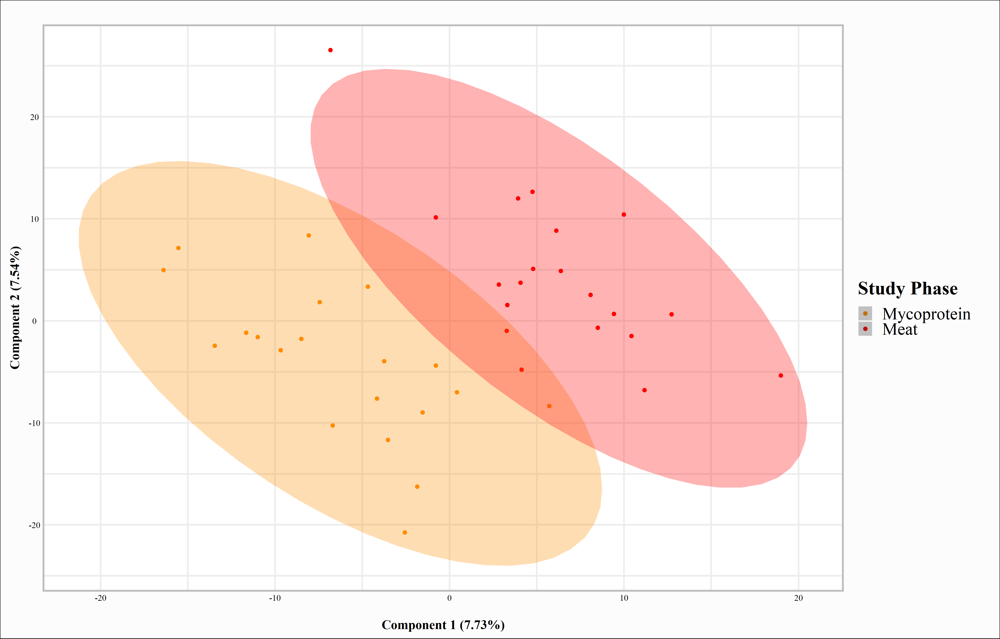 20
10
0
-10
-20
Component 2 (7.54%)
-20
-10
0
10
20
Component 1 (7.73%)
Study Phase
Mycoprotein
Meat